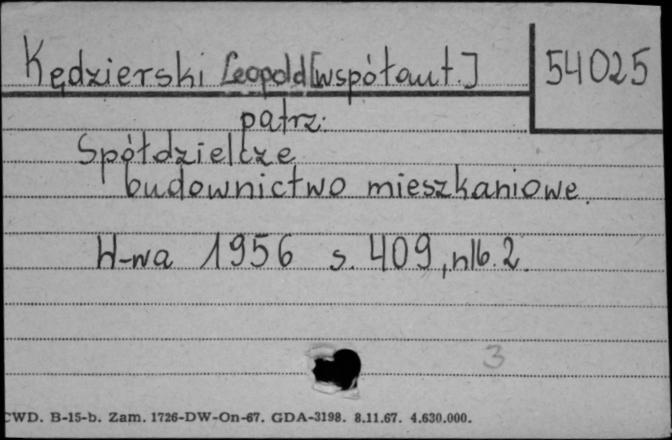 Kędzierski Leopold [współaut.] 54025
patrz:
Spółdzielcze
budownictwo mieszkaniowe.
W-wa 1956 s. 409, nlb. 2.
3
CWD. B-15-b. Zam. 1726-DW-On-67. GDA-3198. 8.11.67. 4.630.000.